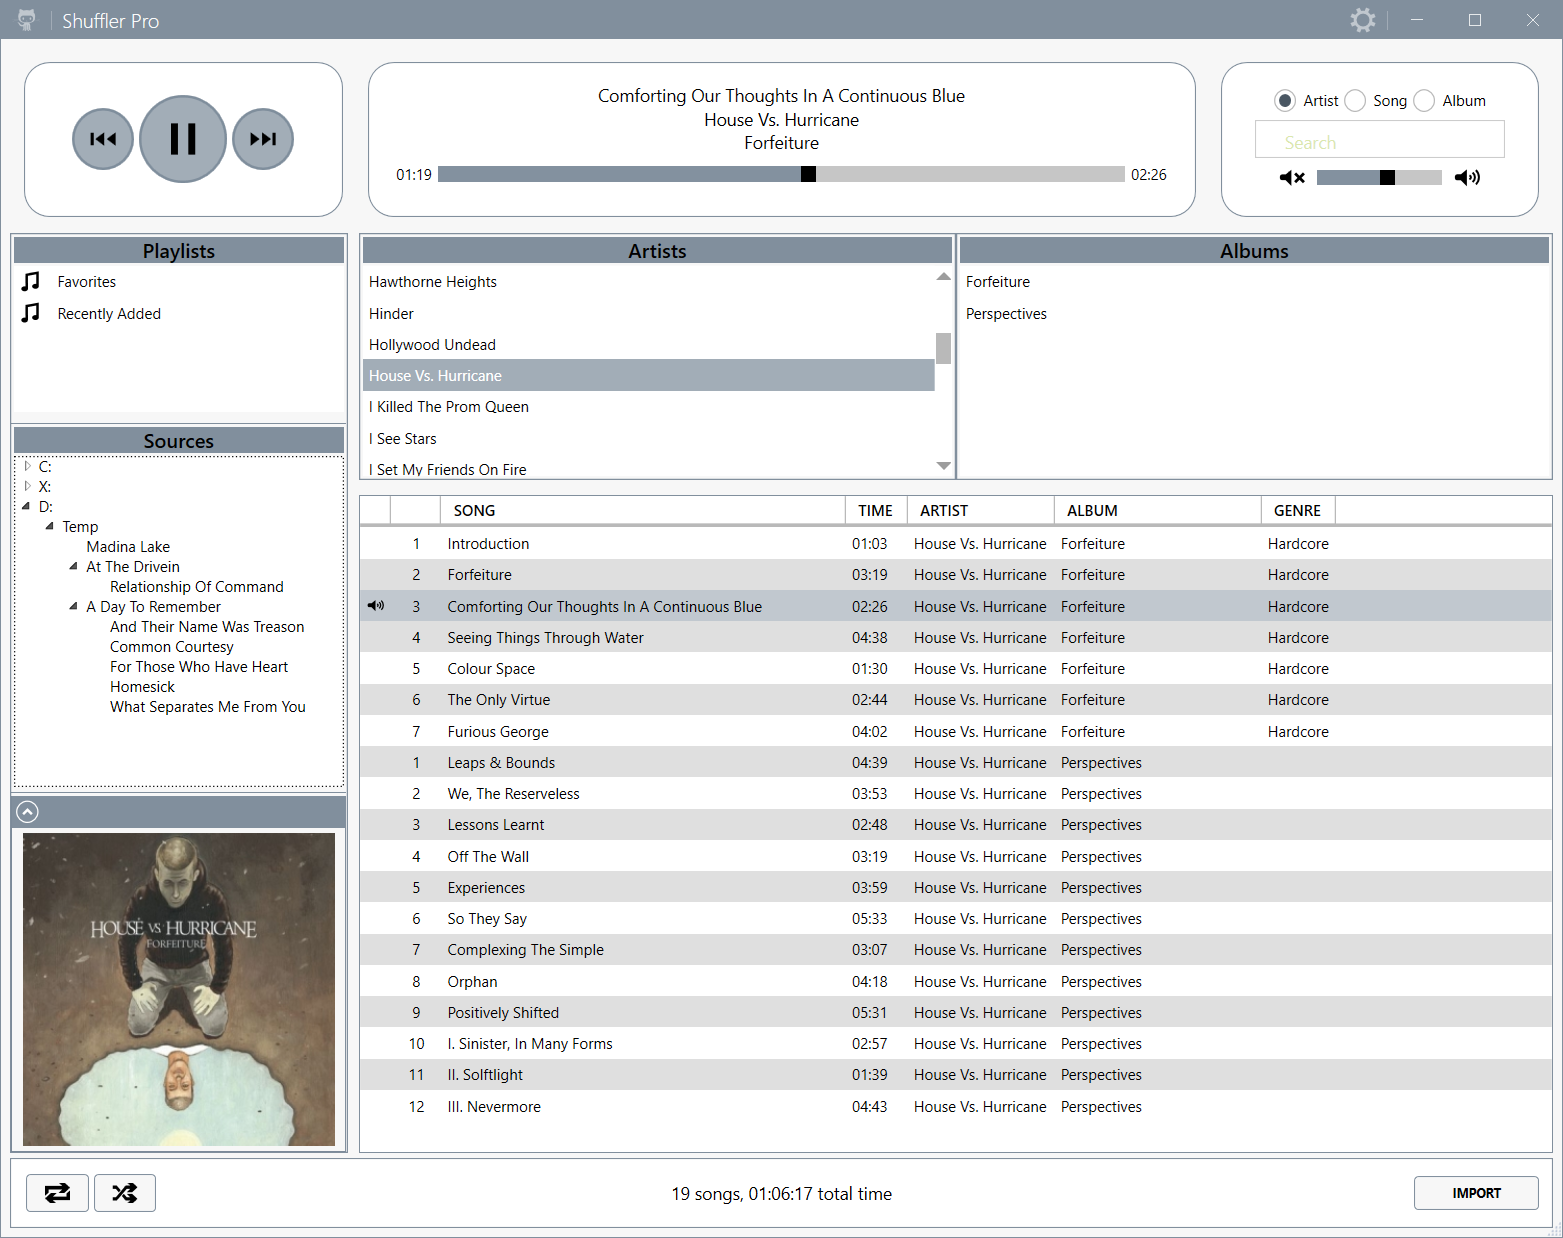 Shuffler Pro
Comforting Our Thoughts In A Continuous Blue
House Vs. Hurricane
Forfeiture
01:19 02:26
Artist Song Album
Search
Playlists
Favorites
Recently Added
Sources
C:
X:
D:
Temp
Madina Lake
At The Drivein
Relationship Of Command
A Day To Remember
And Their Name Was Treason
Common Courtesy
For Those Who Have Heart
Homesick
What Separates Me From You
HOUSE VS HURRICANE
FORFEITURE
Artists
Hawthorne Heights
Hinder
Hollywood Undead
House Vs. Hurricane
I Killed The Prom Queen
I See Stars
I Set My Friends On Fire
Albums
Forfeiture
Perspectives
SONG TIME ARTIST ALBUM GENRE
1 Introduction 01:03 House Vs. Hurricane Forfeiture Hardcore
2 Forfeiture 03:19 House Vs. Hurricane Forfeiture Hardcore
3 Comforting Our Thoughts In A Continuous Blue 02:26 House Vs. Hurricane Forfeiture Hardcore
4 Seeing Things Through Water 04:38 House Vs. Hurricane Forfeiture Hardcore
5 Colour Space 01:30 House Vs. Hurricane Forfeiture Hardcore
6 The Only Virtue 02:44 House Vs. Hurricane Forfeiture Hardcore
7 Furious George 04:02 House Vs. Hurricane Forfeiture Hardcore
1 Leaps & Bounds 04:39 House Vs. Hurricane Perspectives
2 We, The Reserveless 03:53 House Vs. Hurricane Perspectives
3 Lessons Learnt 02:48 House Vs. Hurricane Perspectives
4 Off The Wall 03:19 House Vs. Hurricane Perspectives
5 Experiences 03:59 House Vs. Hurricane Perspectives
6 So They Say 05:33 House Vs. Hurricane Perspectives
7 Complexing The Simple 03:07 House Vs. Hurricane Perspectives
8 Orphan 04:18 House Vs. Hurricane Perspectives
9 Positively Shifted 05:31 House Vs. Hurricane Perspectives
10 I. Sinister, In Many Forms 02:57 House Vs. Hurricane Perspectives
11 II. Solftlight 01:39 House Vs. Hurricane Perspectives
12 III. Nevermore 04:43 House Vs. Hurricane Perspectives
19 songs, 01:06:17 total time
IMPORT